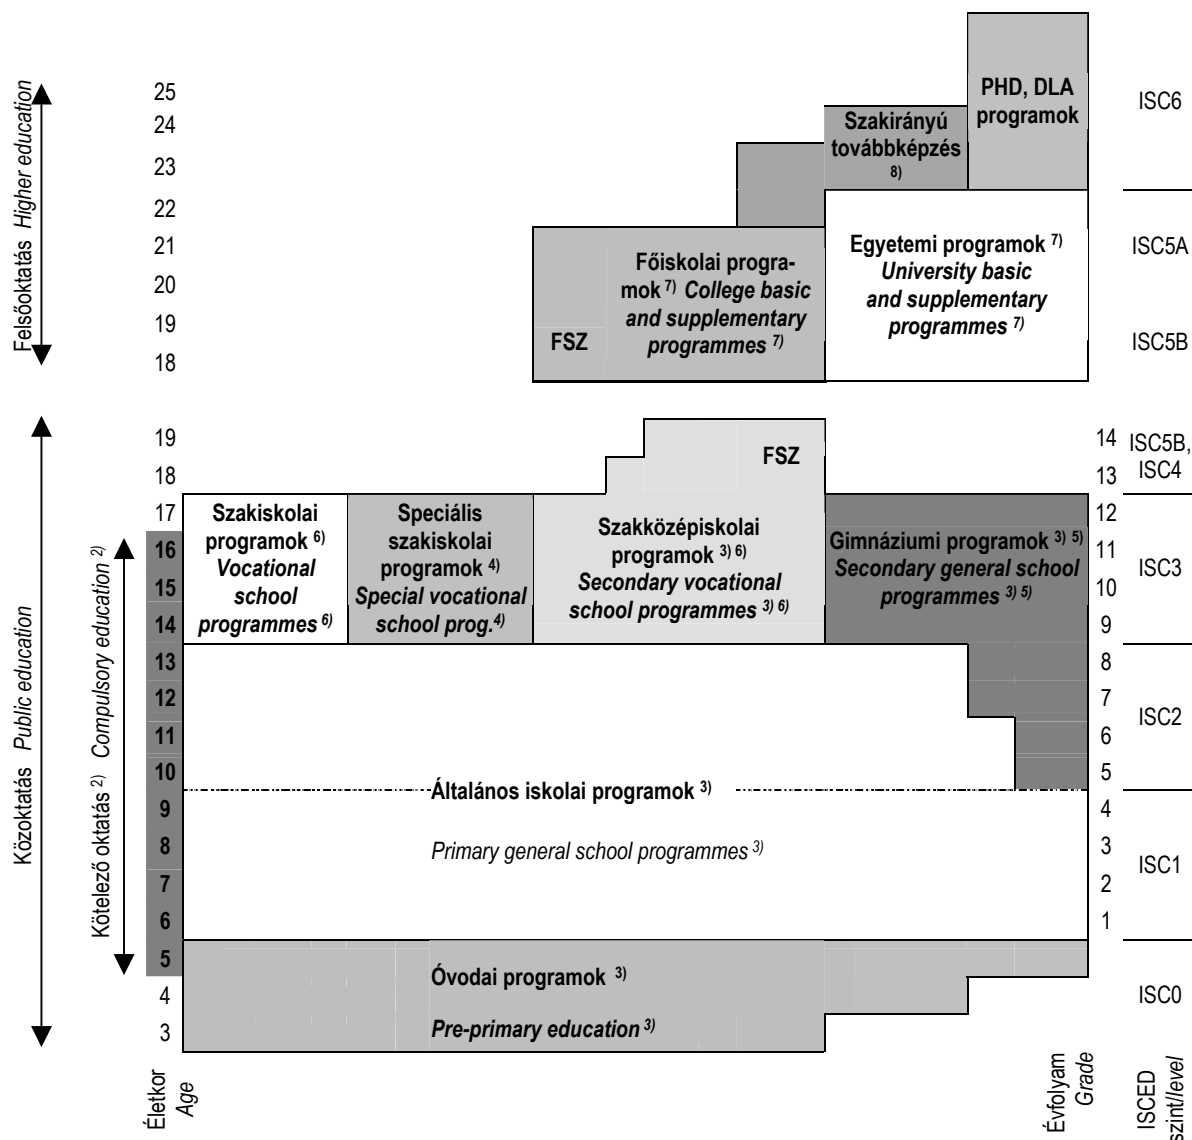 Felsőoktatás Higher education
25
24
23
22
21
20
19
18
PHD, DLA
programok
Szakirányú
továbbképzés
8)
Főiskolai progra-
mok 7) College basic
and supplementary
programmes 7)
FSZ
Egyetemi programok 7)
University basic
and supplementary
programmes 7)
ISC6
ISC5A
ISC5B
Közoktatás Public education
Kötelező oktatás 2) Compulsory education 2)
19
18
17
16
15
14
13
12
11
10
9
8
7
6
5
4
3
FSZ
Szakiskolai
programok 6)
Vocational
school
programmes 6)
Speciális
szakiskolai
programok 4)
Special vocational
school prog.4)
Szakközépiskolai
programok 3) 6)
Secondary vocational
school programmes 3) 6)
Gimnáziumi programok 3) 5)
Secondary general school
programmes 3) 5)
Általános iskolai programok 3)
Primary general school programmes 3)
Óvodai programok 3)
Pre-primary education 3)
14
13
12
11
10
9
8
7
6
5
4
3
2
1
ISC5B,
ISC4
ISC3
ISC2
ISC1
ISC0
Életkor
Age
Évfolyam
Grade
ISCED
szint/level